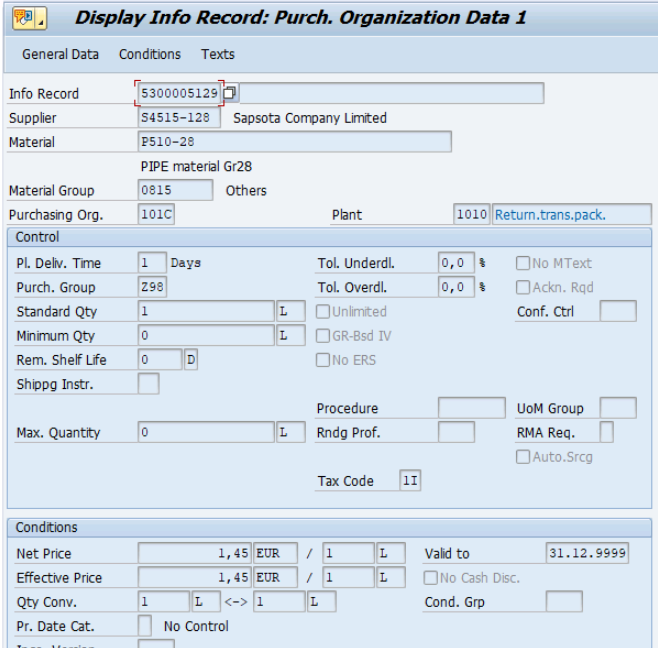 Display Info Record: Purch. Organization Data 1
General Data Conditions Texts
Info Record 5300005129
Supplier S4515-128 Sapsota Company Limited
Material P510-28
PIPE material Gr28
Material Group 0815 Others
Purchasing Org. 101C Plant 1010 Return.trans.pack.
Control
Pl. Deliv. Time 1 Days Tol. Underdl. 0,0 % No MText
Purch. Group Z98 Tol. Overdl. 0,0 % Ackn. Rqd
Standard Qty 1 L Unlimited Conf. Ctrl
Minimum Qty 0 L GR-Bsd IV
Rem. Shelf Life 0 D No ERS
Shippg Instr.
Procedure UoM Group
Max. Quantity 0 L Rndg Prof. RMA Req.
Auto.Srcg
Tax Code 1I
Conditions
Net Price 1,45 EUR / 1 L Valid to 31.12.9999
Effective Price 1,45 EUR / 1 L No Cash Disc.
Qty Conv. 1 L <-> 1 L Cond. Grp
Pr. Date Cat. No Control